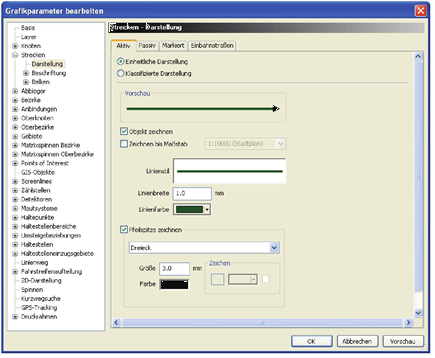 Grafikparameter bearbeiten
Basis
Layer
Knoten
Strecken
Darstellung
Beschriftung
Balken
Abbieger
Bezirke
Anbindungen
Oberknoten
Oberbezirke
Gebiete
Matrixspinnen Bezirke
Matrixspinnen Oberbezirke
Points of Interest
GIS-Objekte
Screenlines
Zählstellen
Detektoren
Mautsysteme
Haltepunkte
Haltestellenbereiche
Umsteigebeziehungen
Haltestellen
Haltestelleneinzugsgebiete
Linienweg
Fahrstreifenaufteilung
2D-Darstellung
Spinnen
Kurzwegsuche
GPS-Tracking
Druckrahmen
Strecken - Darstellung
Aktiv Passiv Markiert Einbahnstraßen
Einheitliche Darstellung
Klassifizierte Darstellung
Vorschau
Objekt zeichnen
Zeichnen bis Maßstab 1:10000 (Stadtplan)
Linienstil
Linienbreite 1.0 mm
Linienfarbe
Pfeilspitze zeichnen
Dreieck
Größe 3.0 mm
Zeichen
Farbe
OK Abbrechen Vorschau